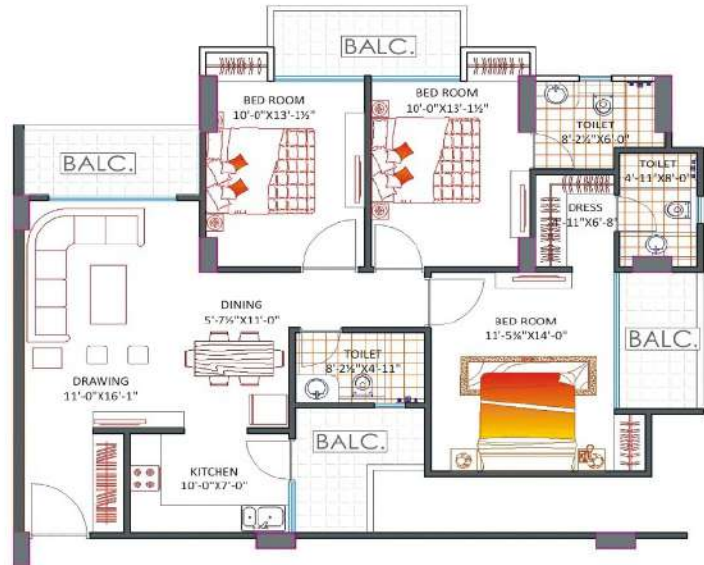 BALC.
BED ROOM
10'-0"X13'-1½"
BED ROOM
10'-0"X13'-1½"
TOILET
8'-2½"X6'-0"
BALC.
TOILET
4'-11"X8'-0"
DRESS
4'-11"X6'-8"
DINING
5'-7½"X11'-0"
BED ROOM
11'-5¾"X14'-0"
BALC.
TOILET
8'-2½"X4'-11"
DRAWING
11'-0"X16'-1"
BALC.
KITCHEN
10'-0"X7'-0"